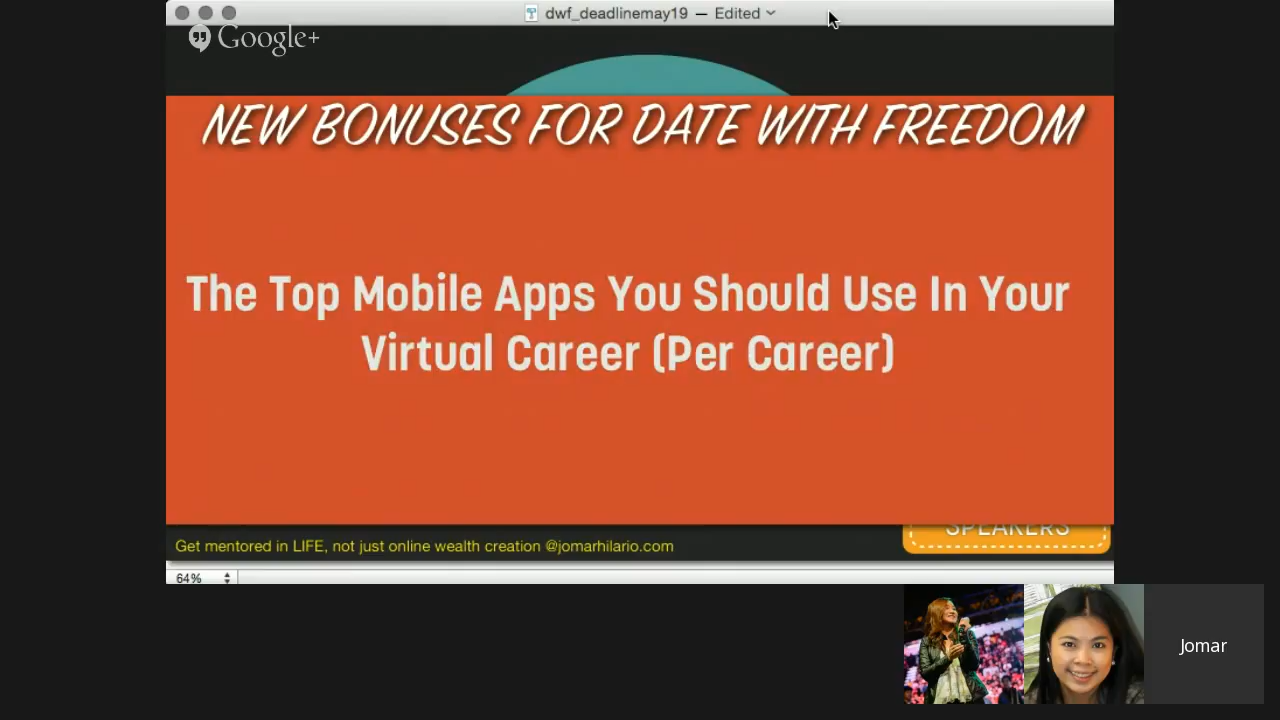 dwf_deadlinemay19 — Edited
Google+
NEW BONUSES FOR DATE WITH FREEDOM
The Top Mobile Apps You Should Use In Your
Virtual Career (Per Career)
SPEAKERS
Get mentored in LIFE, not just online wealth creation @jomarhilario.com
64%
Jomar